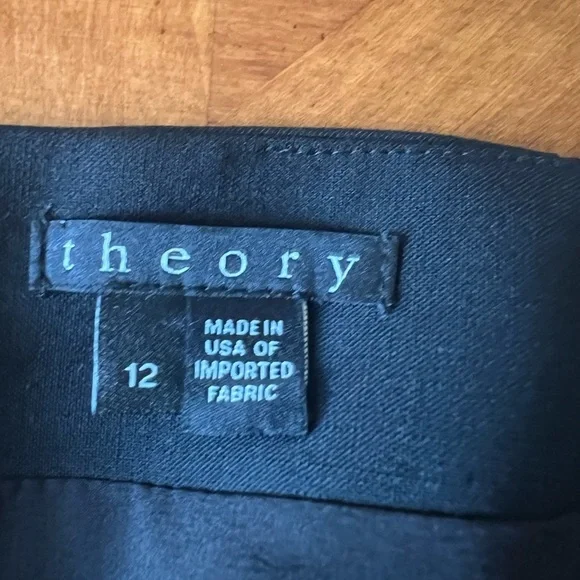 theory
12
MADE IN
USA OF
IMPORTED
FABRIC